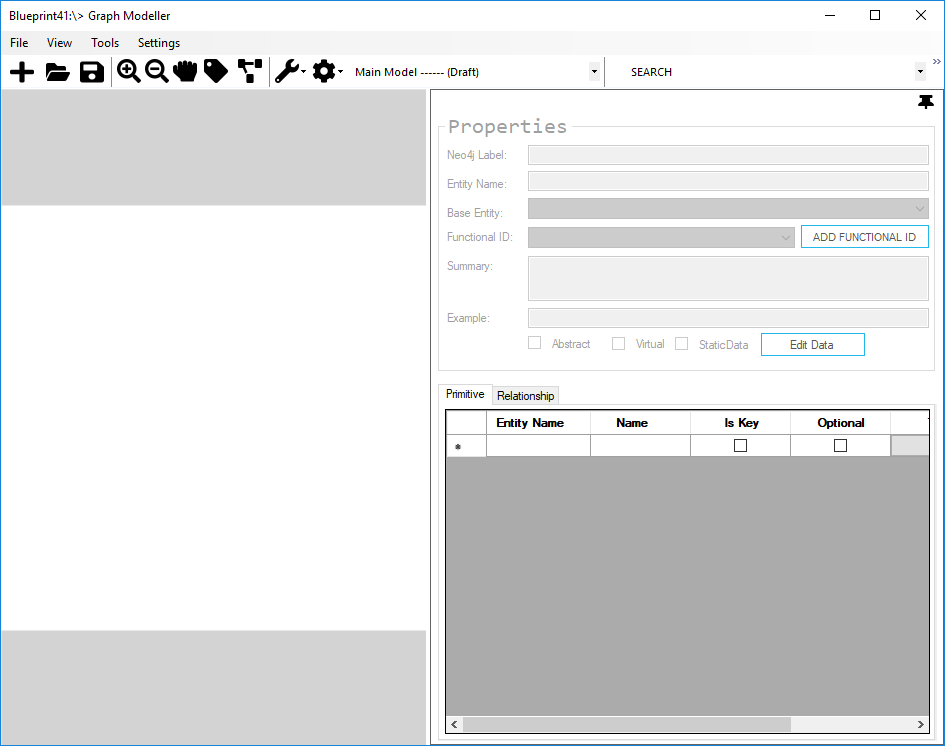 Blueprint41:\> Graph Modeller
File View Tools Settings
Main Model ------ (Draft) SEARCH
Properties
Neo4j Label:
Entity Name:
Base Entity:
Functional ID: ADD FUNCTIONAL ID
Summary:
Example:
Abstract Virtual StaticData Edit Data
Primitive Relationship
Entity Name Name Is Key Optional